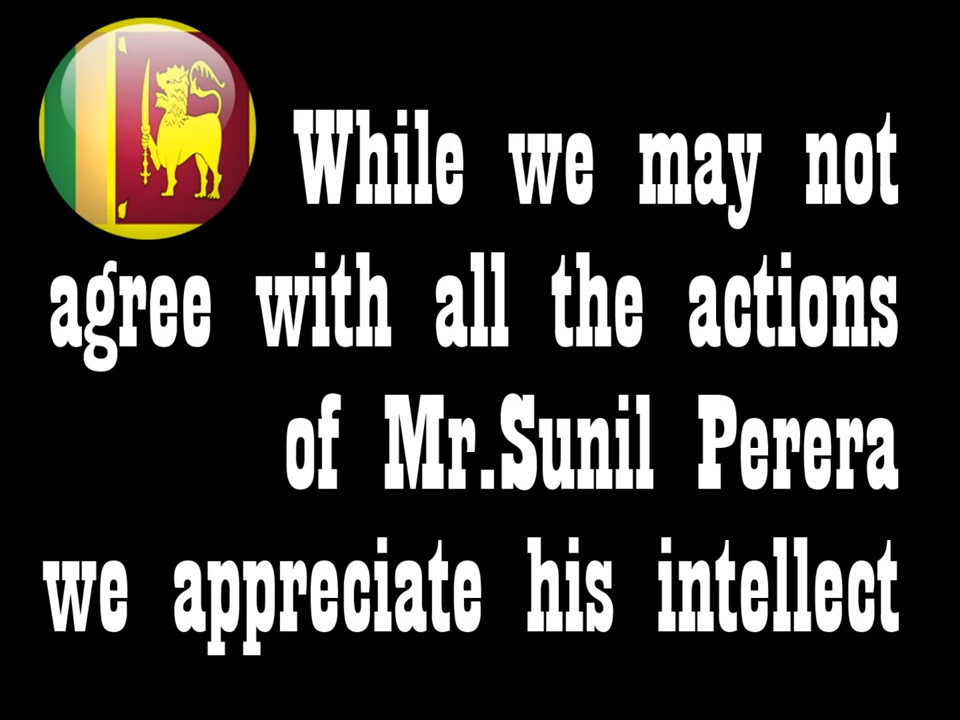 While we may not
agree with all the actions
of Mr.Sunil Perera
we appreciate his intellect